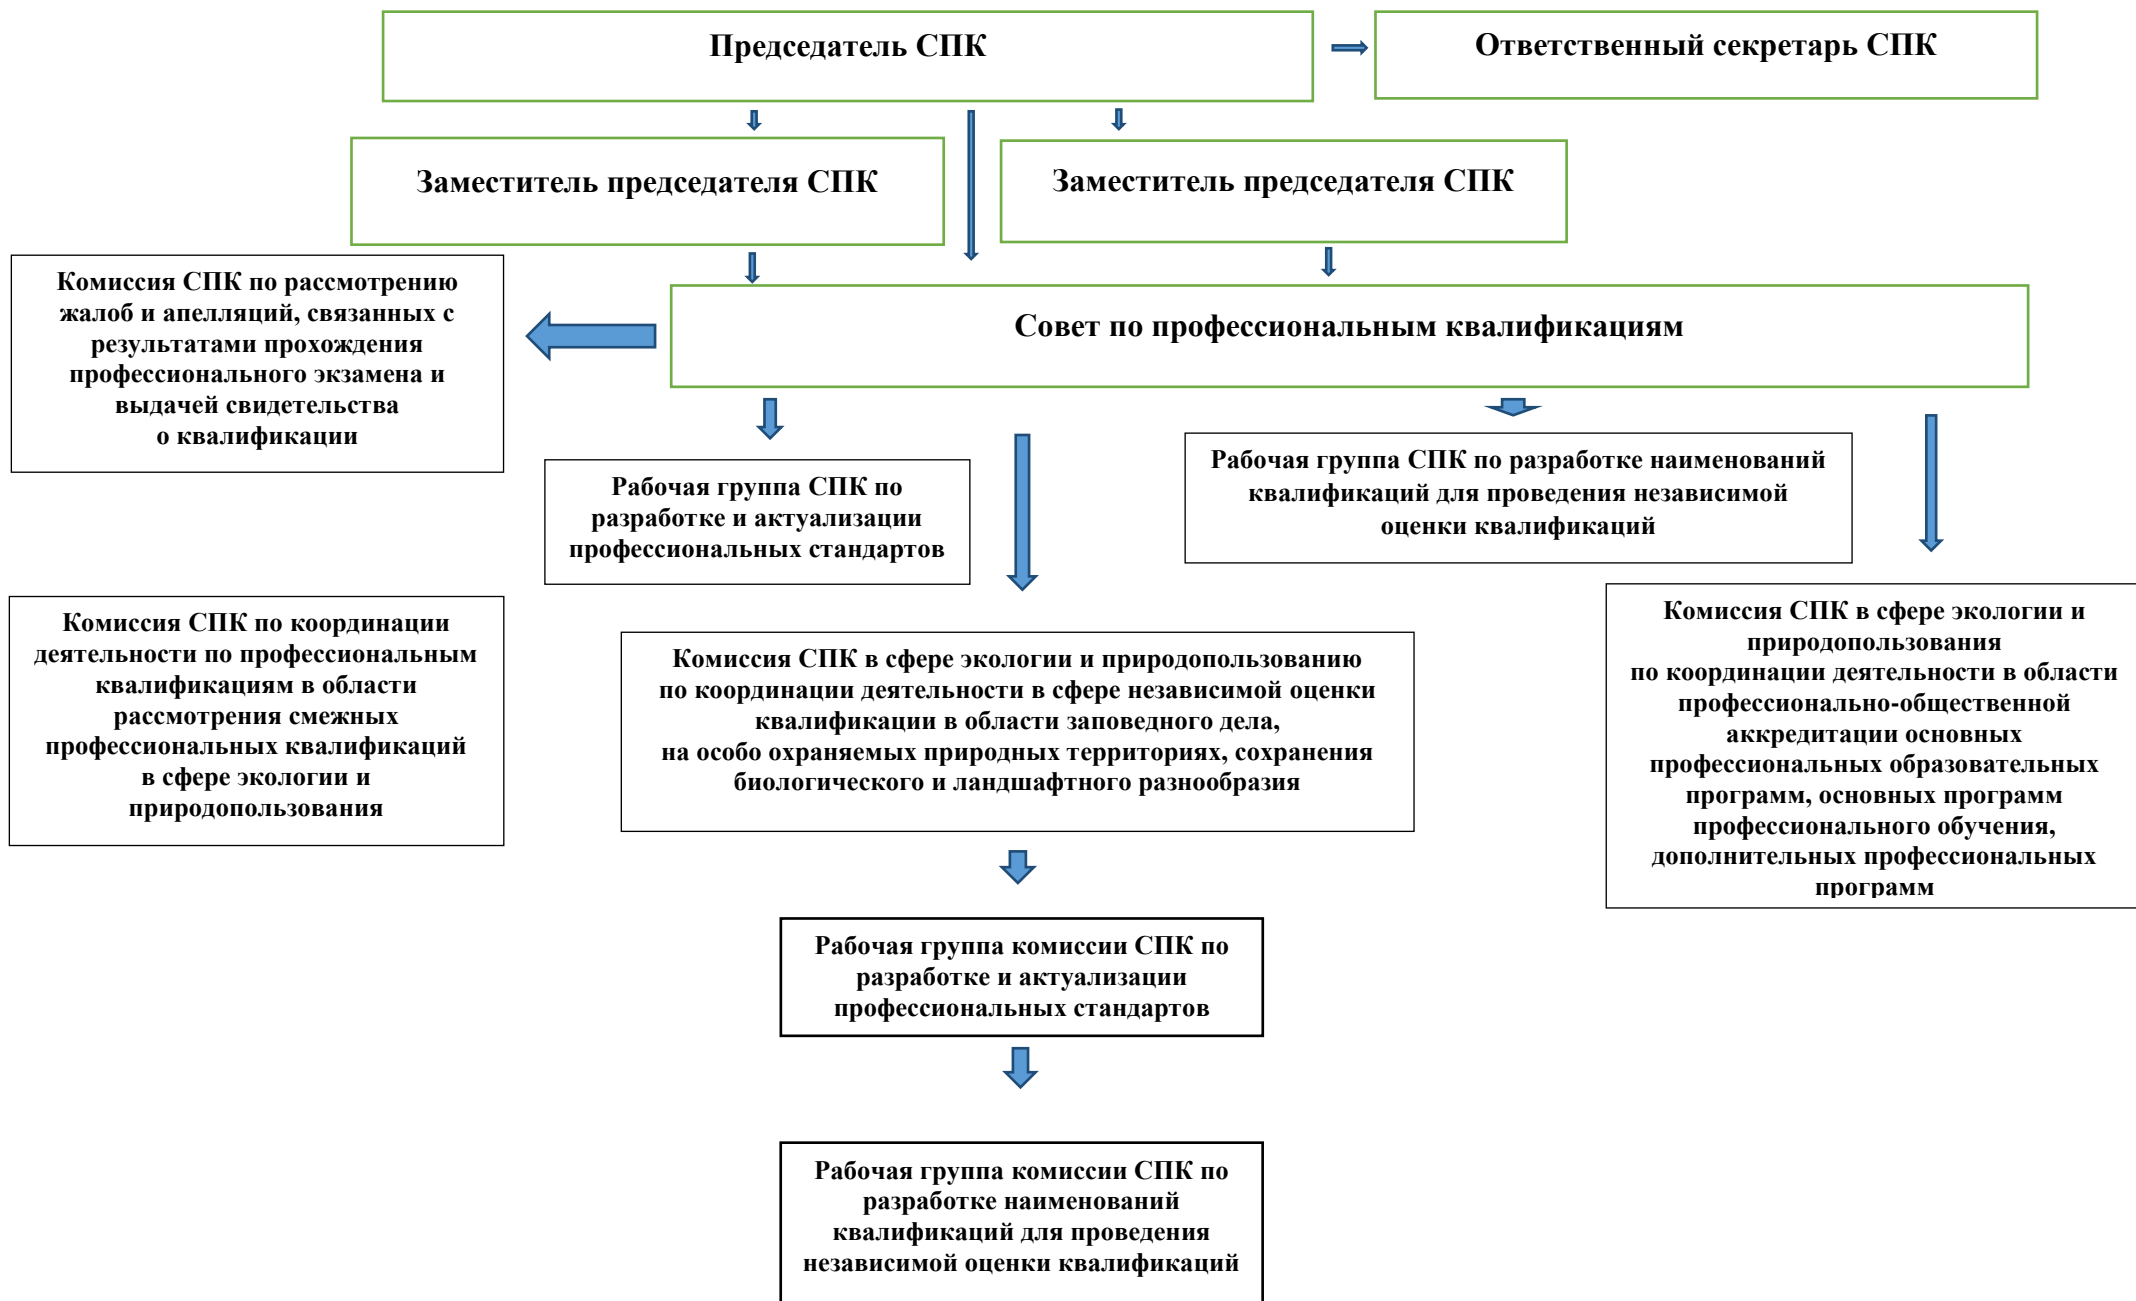 Председатель СПК
Ответственный секретарь СПК
Заместитель председателя СПК
Заместитель председателя СПК
Совет по профессиональным квалификациям
Комиссия СПК по рассмотрению
жалоб и апелляций, связанных с
результатами прохождения
профессионального экзамена и
выдачей свидетельства
о квалификации
Рабочая группа СПК по
разработке и актуализации
профессиональных стандартов
Рабочая группа СПК по разработке наименований
квалификаций для проведения независимой
оценки квалификаций
Комиссия СПК по координации
деятельности по профессиональным
квалификациям в области
рассмотрения смежных
профессиональных квалификаций
в сфере экологии и
природопользования
Комиссия СПК в сфере экологии и природопользованию
по координации деятельности в сфере независимой оценки
квалификации в области заповедного дела,
на особо охраняемых природных территориях, сохранения
биологического и ландшафтного разнообразия
Комиссия СПК в сфере экологии и
природопользования
по координации деятельности в области
профессионально-общественной
аккредитации основных
профессиональных образовательных
программ, основных программ
профессионального обучения,
дополнительных профессиональных
программ
Рабочая группа комиссии СПК по
разработке и актуализации
профессиональных стандартов
Рабочая группа комиссии СПК по
разработке наименований
квалификаций для проведения
независимой оценки квалификаций